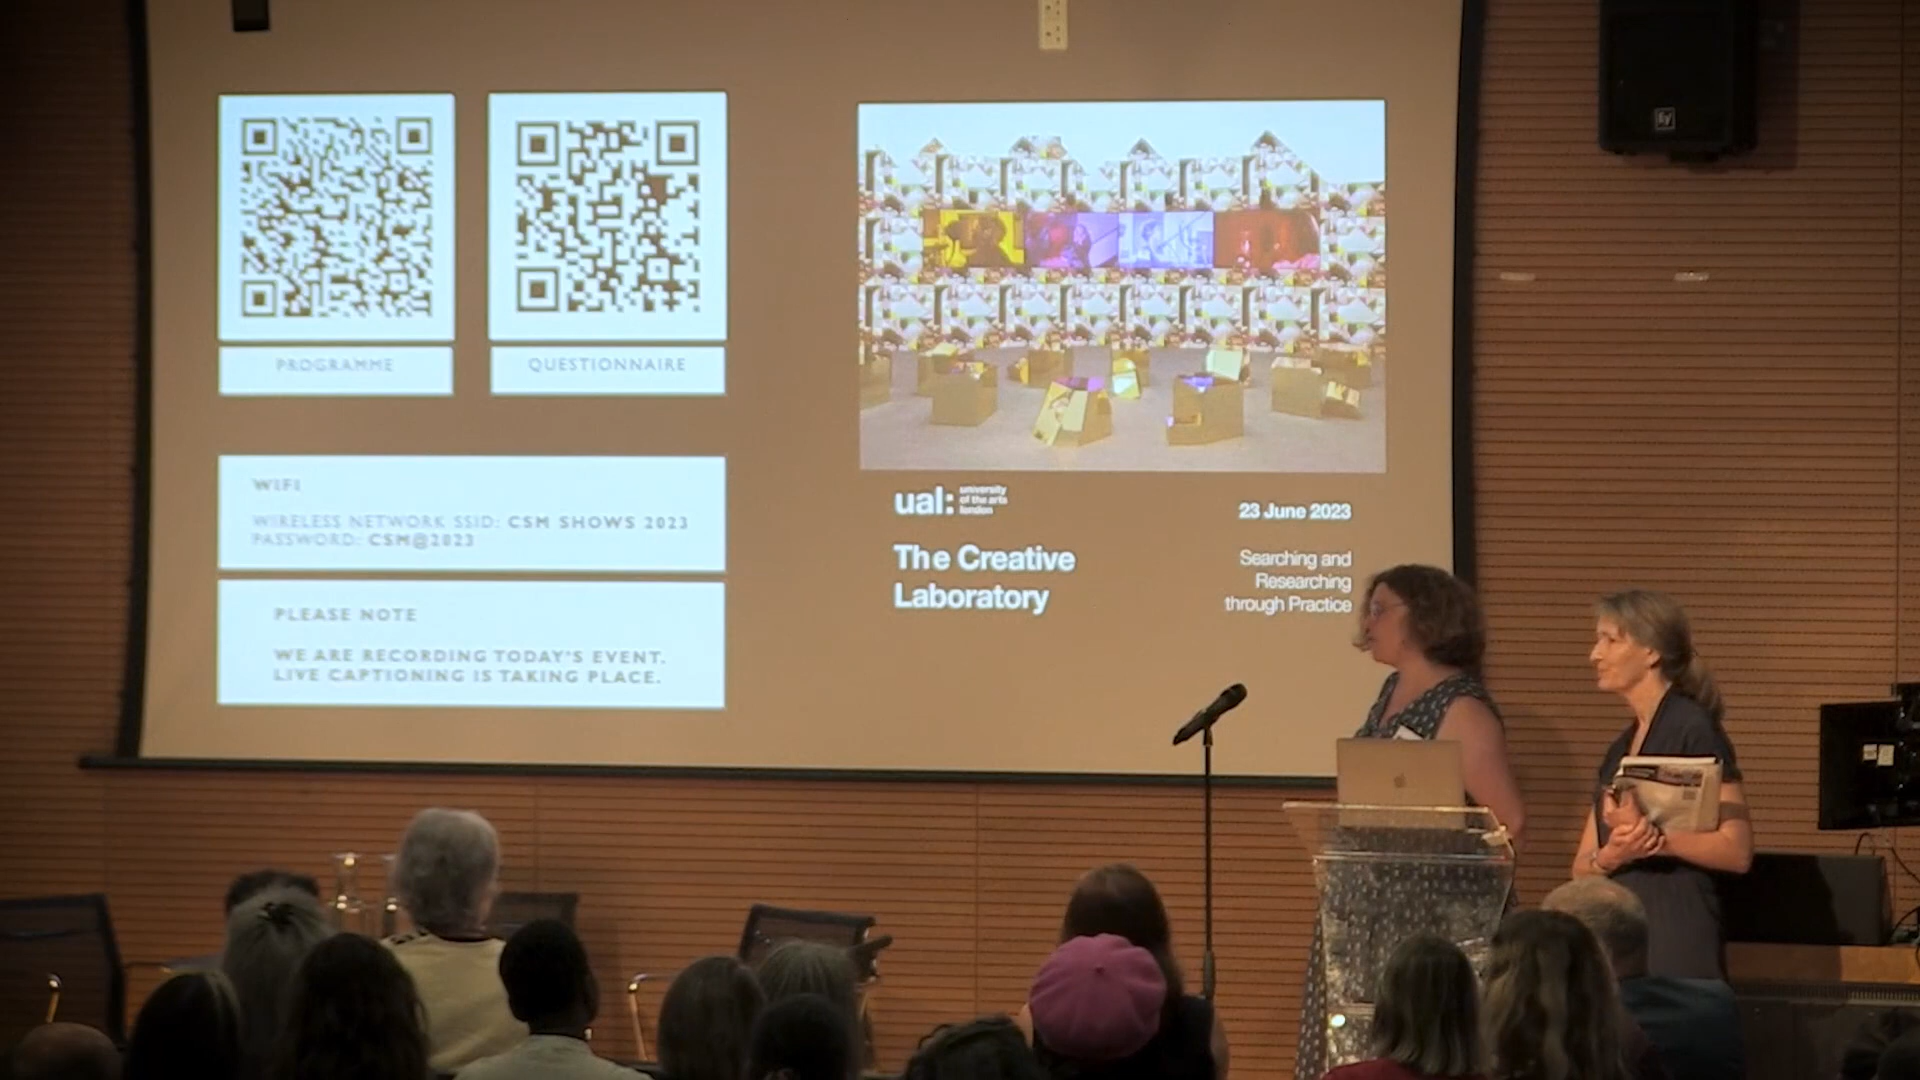 PROGRAMME
QUESTIONNAIRE
WIFI
WIRELESS NETWORK SSID: CSM SHOWS 2023
PASSWORD: CSM@2023
PLEASE NOTE
WE ARE RECORDING TODAY'S EVENT.
LIVE CAPTIONING IS TAKING PLACE.
ual: university
of the arts
london
23 June 2023
The Creative
Laboratory
Searching and
Researching
through Practice
EV